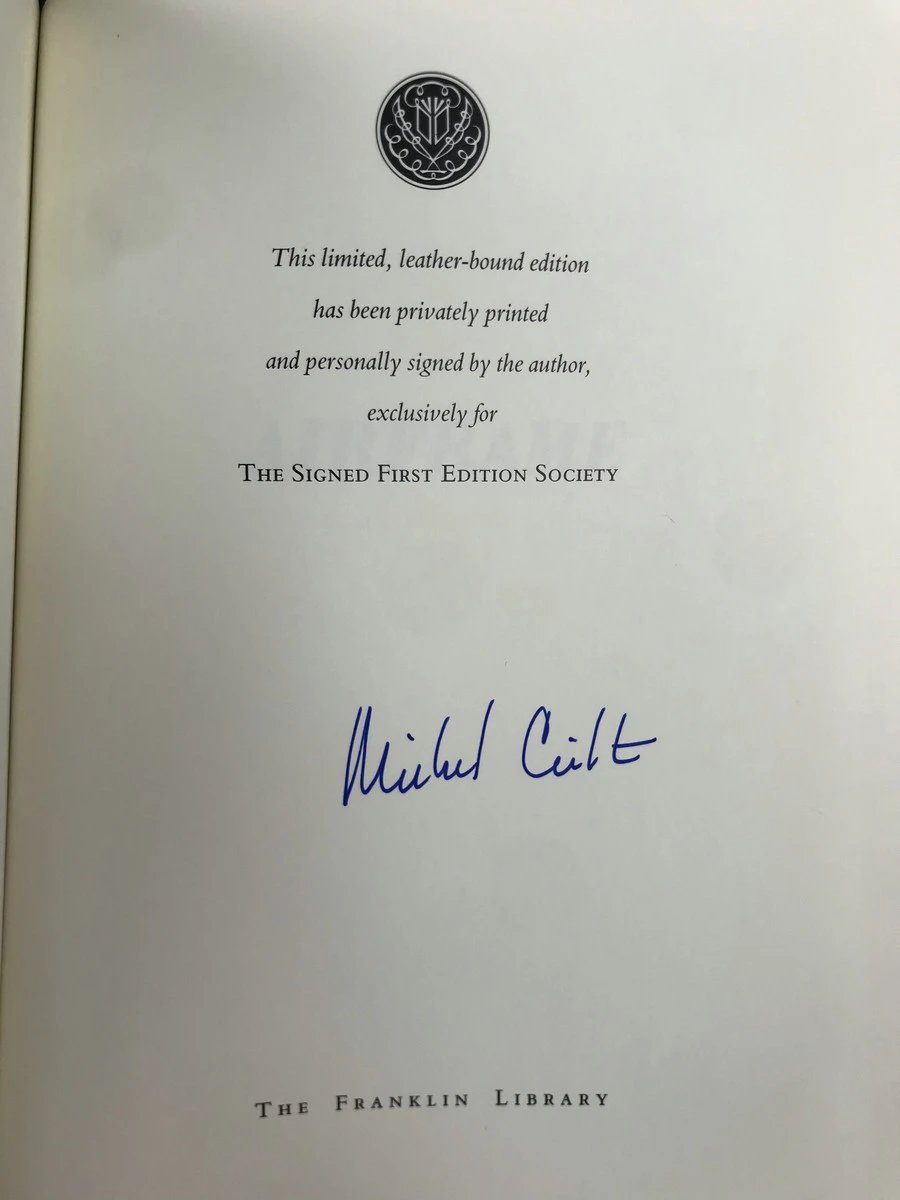 This limited, leather-bound edition
has been privately printed
and personally signed by the author,
exclusively for
THE SIGNED FIRST EDITION SOCIETY
THE FRANKLIN LIBRARY